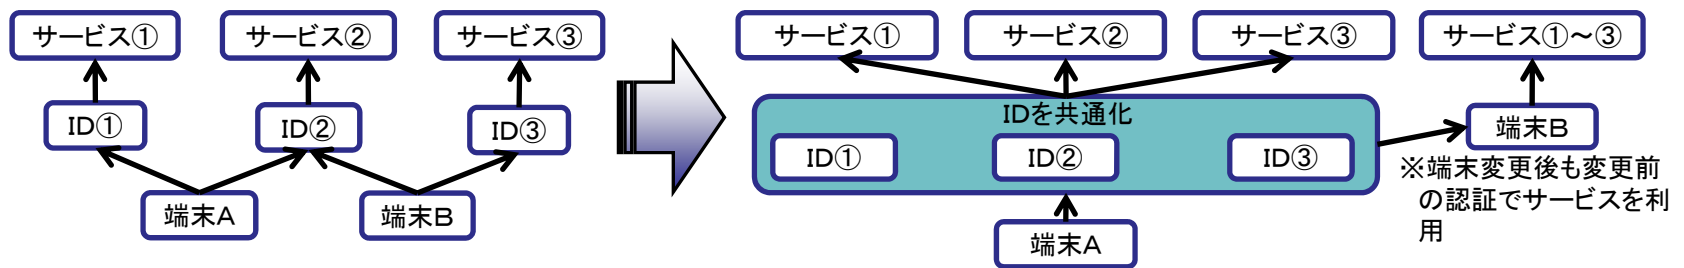 サービス①
サービス②
サービス③
ID①
ID②
ID③
端末A
端末B
サービス①
サービス②
サービス③
サービス①～③
IDを共通化
ID①
ID②
ID③
端末B
※端末変更後も変更前
の認証でサービスを利
用
端末A